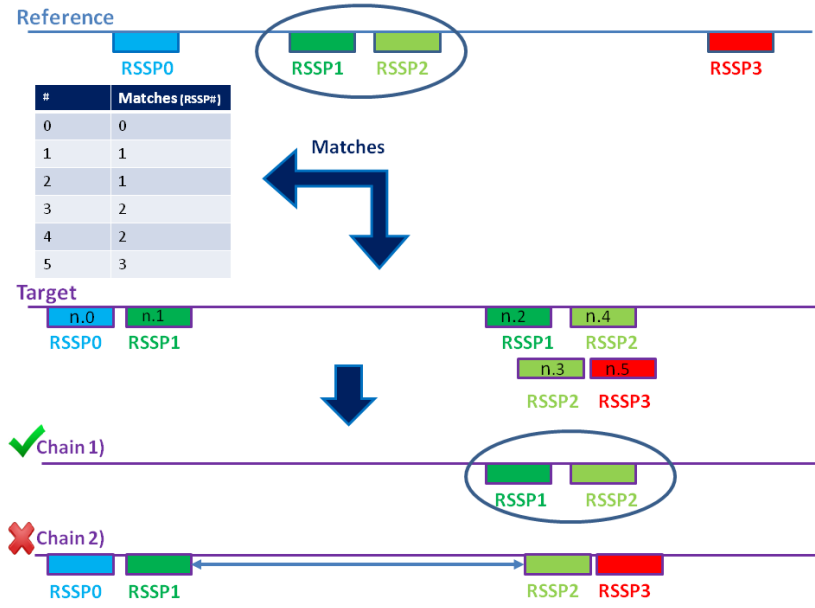 Reference
RSSP0 RSSP1 RSSP2 RSSP3
# Matches (RSSP#)
0 0
1 1
2 1
3 2
4 2
5 3
Matches
Target
n.0 n.1 n.2 n.4
RSSP0 RSSP1 RSSP1 RSSP2
n.3 n.5
RSSP2 RSSP3
Chain 1)
RSSP1 RSSP2
Chain 2)
RSSP0 RSSP1 RSSP2 RSSP3